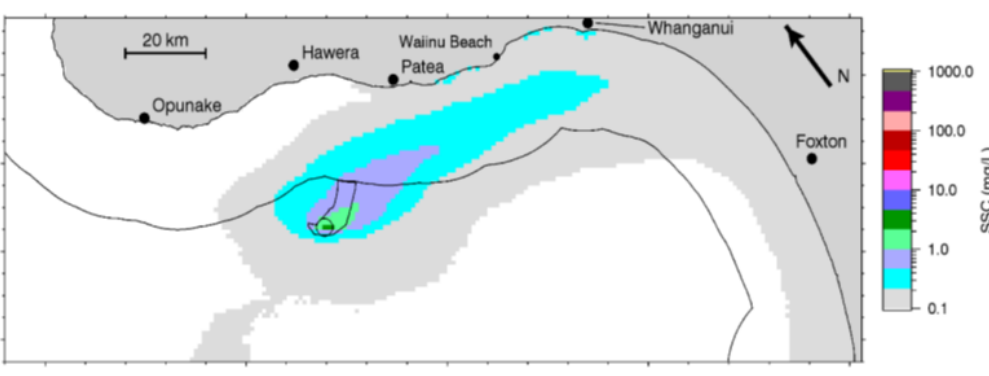 20 km
Opunake
Hawera
Patea
Waiinu Beach
Whanganui
N
Foxton
1000.0
100.0
10.0
1.0
0.1
SSC (mg/L)